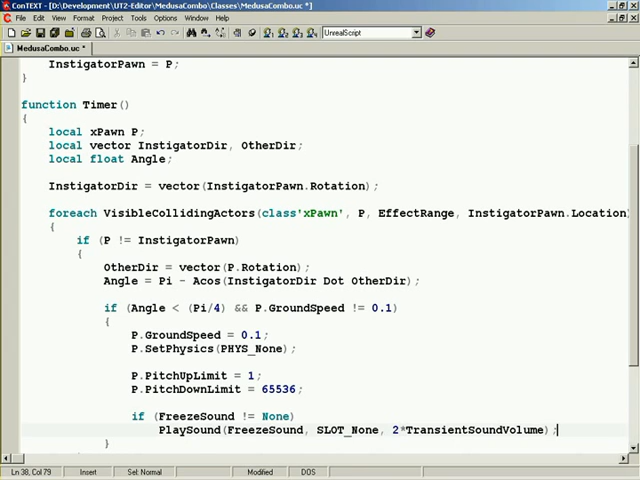 ConTEXT - [D:\Development\UT2-Editor\MedusaCombo\Classes\MedusaCombo.uc *]
File Edit View Format Project Tools Options Window Help
UnrealScript
MedusaCombo.uc *
InstigatorPawn = P;
}
function Timer()
{
local xPawn P;
local vector InstigatorDir, OtherDir;
local float Angle;
InstigatorDir = vector(InstigatorPawn.Rotation);
foreach VisibleCollidingActors(class'xPawn', P, EffectRange, InstigatorPawn.Location)
{
if (P != InstigatorPawn)
{
OtherDir = vector(P.Rotation);
Angle = Pi - Acos(InstigatorDir Dot OtherDir);
if (Angle < (Pi/4) && P.GroundSpeed != 0.1)
{
P.GroundSpeed = 0.1;
P.SetPhysics(PHYS_None);
P.PitchUpLimit = 1;
P.PitchDownLimit = 65536;
if (FreezeSound != None)
PlaySound(FreezeSound, SLOT_None, 2*TransientSoundVolume);
}
Ln 38, Col 79 Insert Sel: Normal Modified DOS